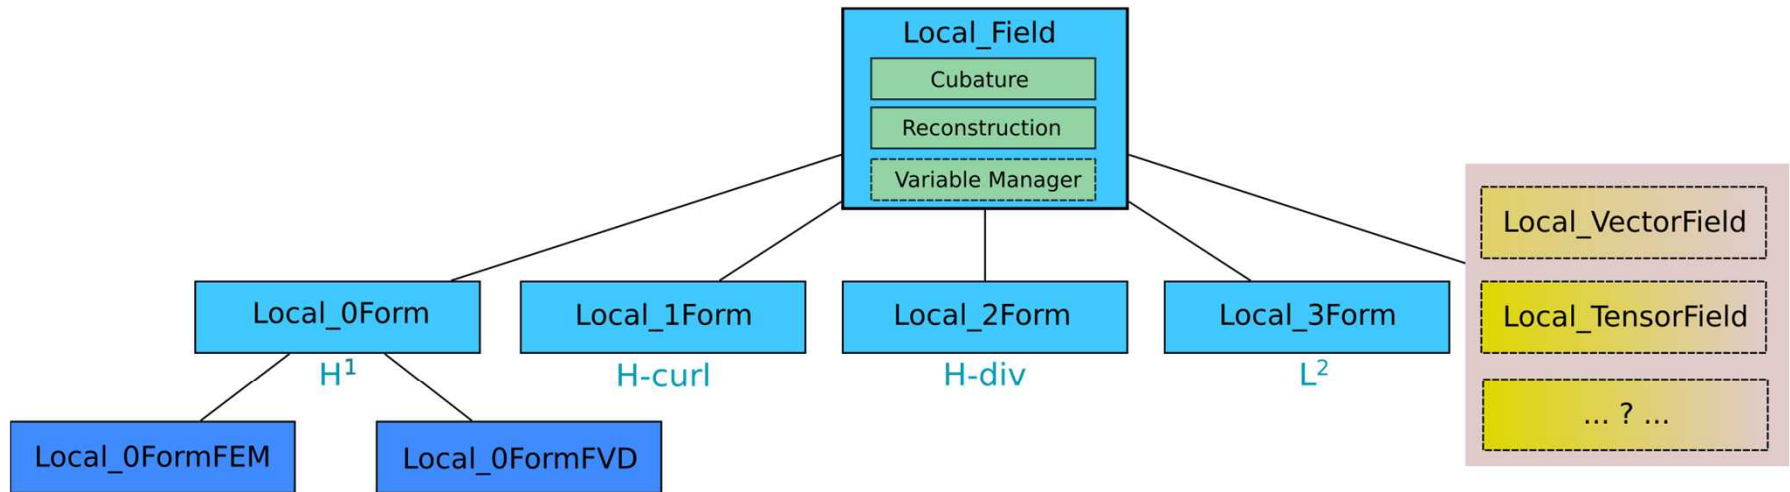 Local_Field
Cubature
Reconstruction
Variable Manager
Local_0Form
Local_1Form
Local_2Form
Local_3Form
H¹
H-curl
H-div
L²
Local_0FormFEM
Local_0FormFVD
Local_VectorField
Local_TensorField
... ? ...